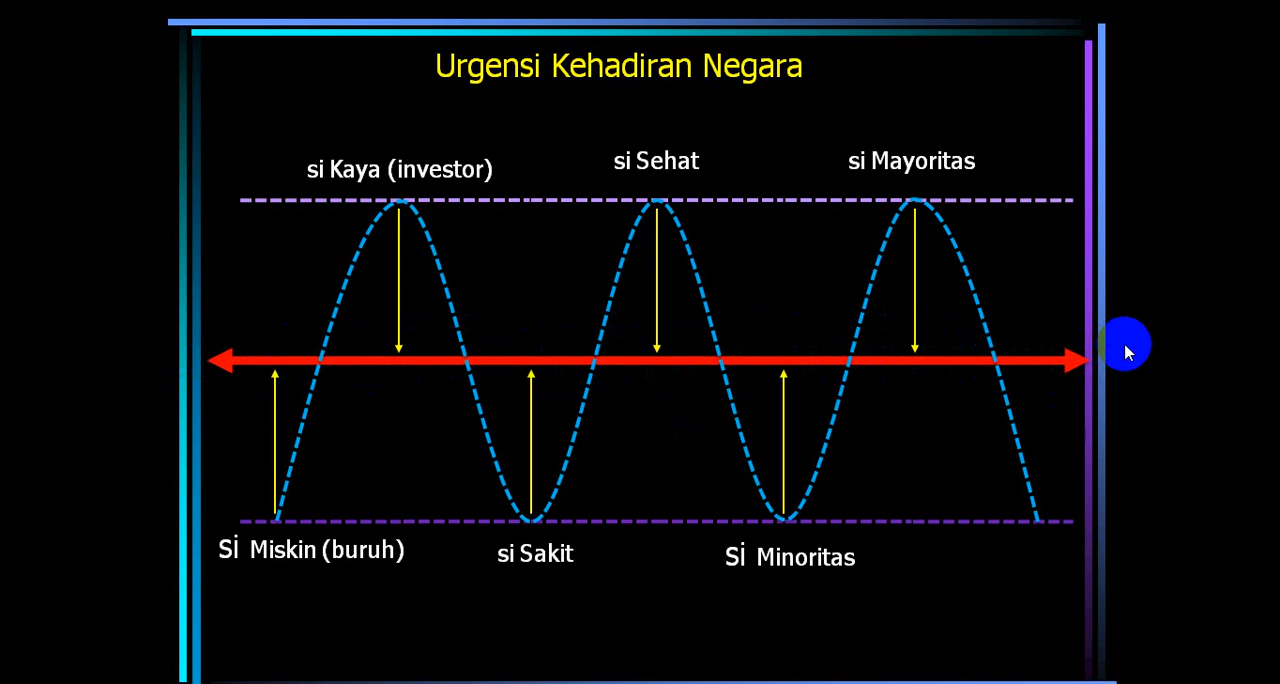 Urgensi Kehadiran Negara
si Kaya (investor)
si Sehat
si Mayoritas
Si Miskin (buruh)
si Sakit
Si Minoritas